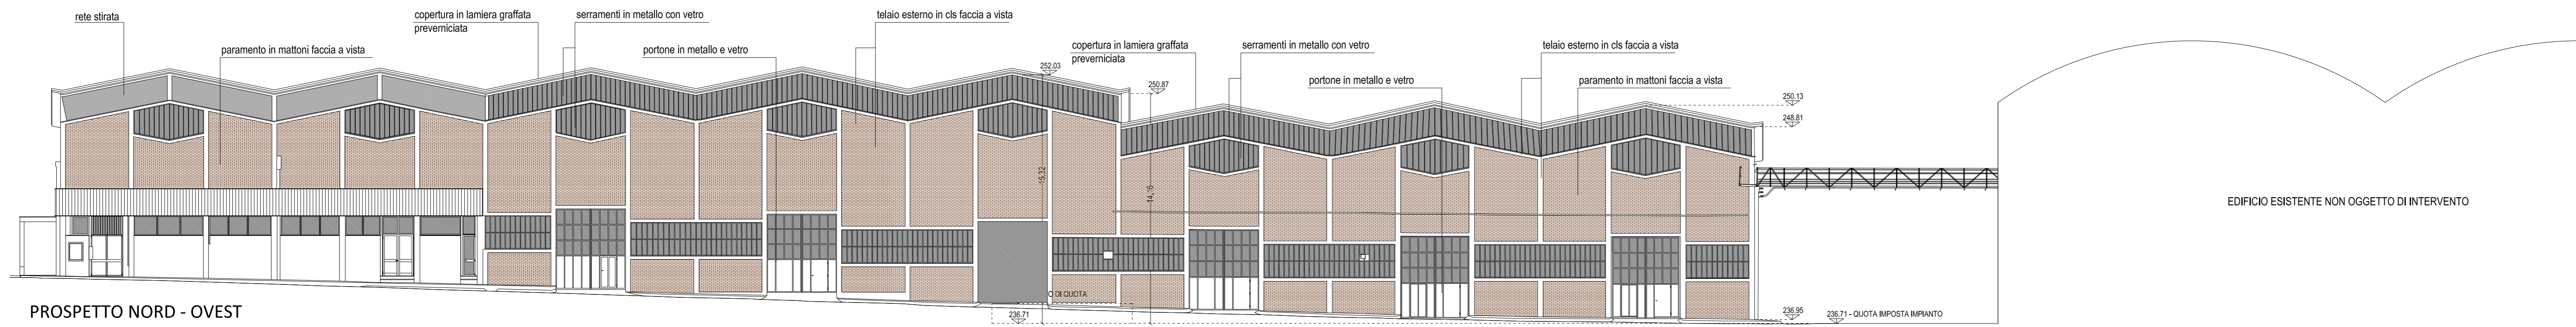 rete stirata
paramento in mattoni faccia a vista
copertura in lamiera graffata
preverniciata
serramenti in metallo con vetro
portone in metallo e vetro
telaio esterno in cls faccia a vista
252.03
copertura in lamiera graffata
preverniciata
250.87
serramenti in metallo con vetro
portone in metallo e vetro
telaio esterno in cls faccia a vista
paramento in mattoni faccia a vista
250.13
248.81
15,32
14,16
EDIFICIO ESISTENTE NON OGGETTO DI INTERVENTO
O DI QUOTA
236.71
236.95
236.71 - QUOTA IMPOSTA IMPIANTO
PROSPETTO NORD - OVEST